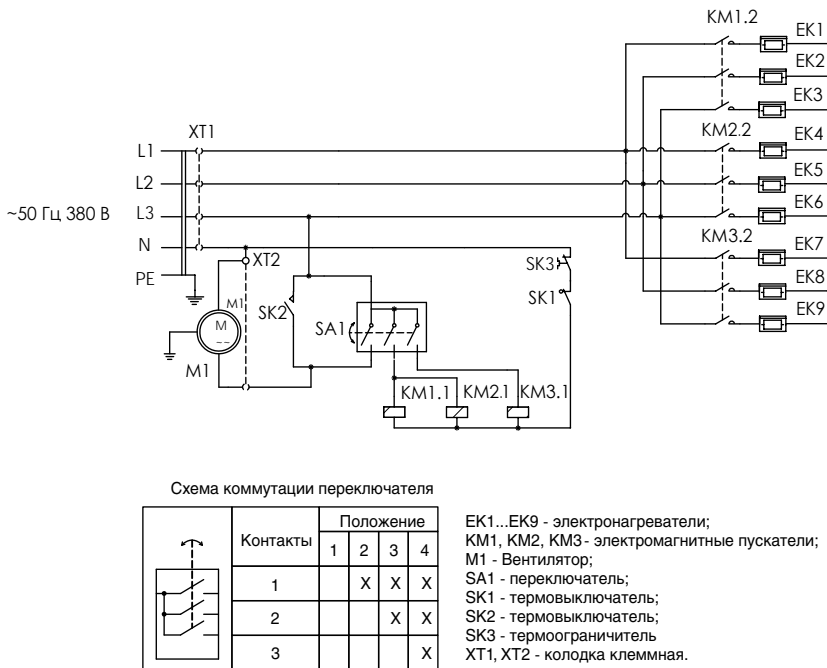 KM1.2
EK1
EK2
EK3
XT1
KM2.2
EK4
L1
EK5
L2
EK6
~50 Гц 380 В
L3
N
KM3.2
EK7
XT2
SK3
PE
EK8
M1
SK2
SK1
EK9
M
SA1
M1
KM1.1
KM2.1
KM3.1
Схема коммутации переключателя
Контакты
Положение
1 2 3 4
1 X X X
2 X X
3 X
EK1...EK9 - электронагреватели;
KM1, KM2, KM3 - электромагнитные пускатели;
M1 - Вентилятор;
SA1 - переключатель;
SK1 - термовыключатель;
SK2 - термовыключатель;
SK3 - термоограничитель
XT1, XT2 - колодка клеммная.